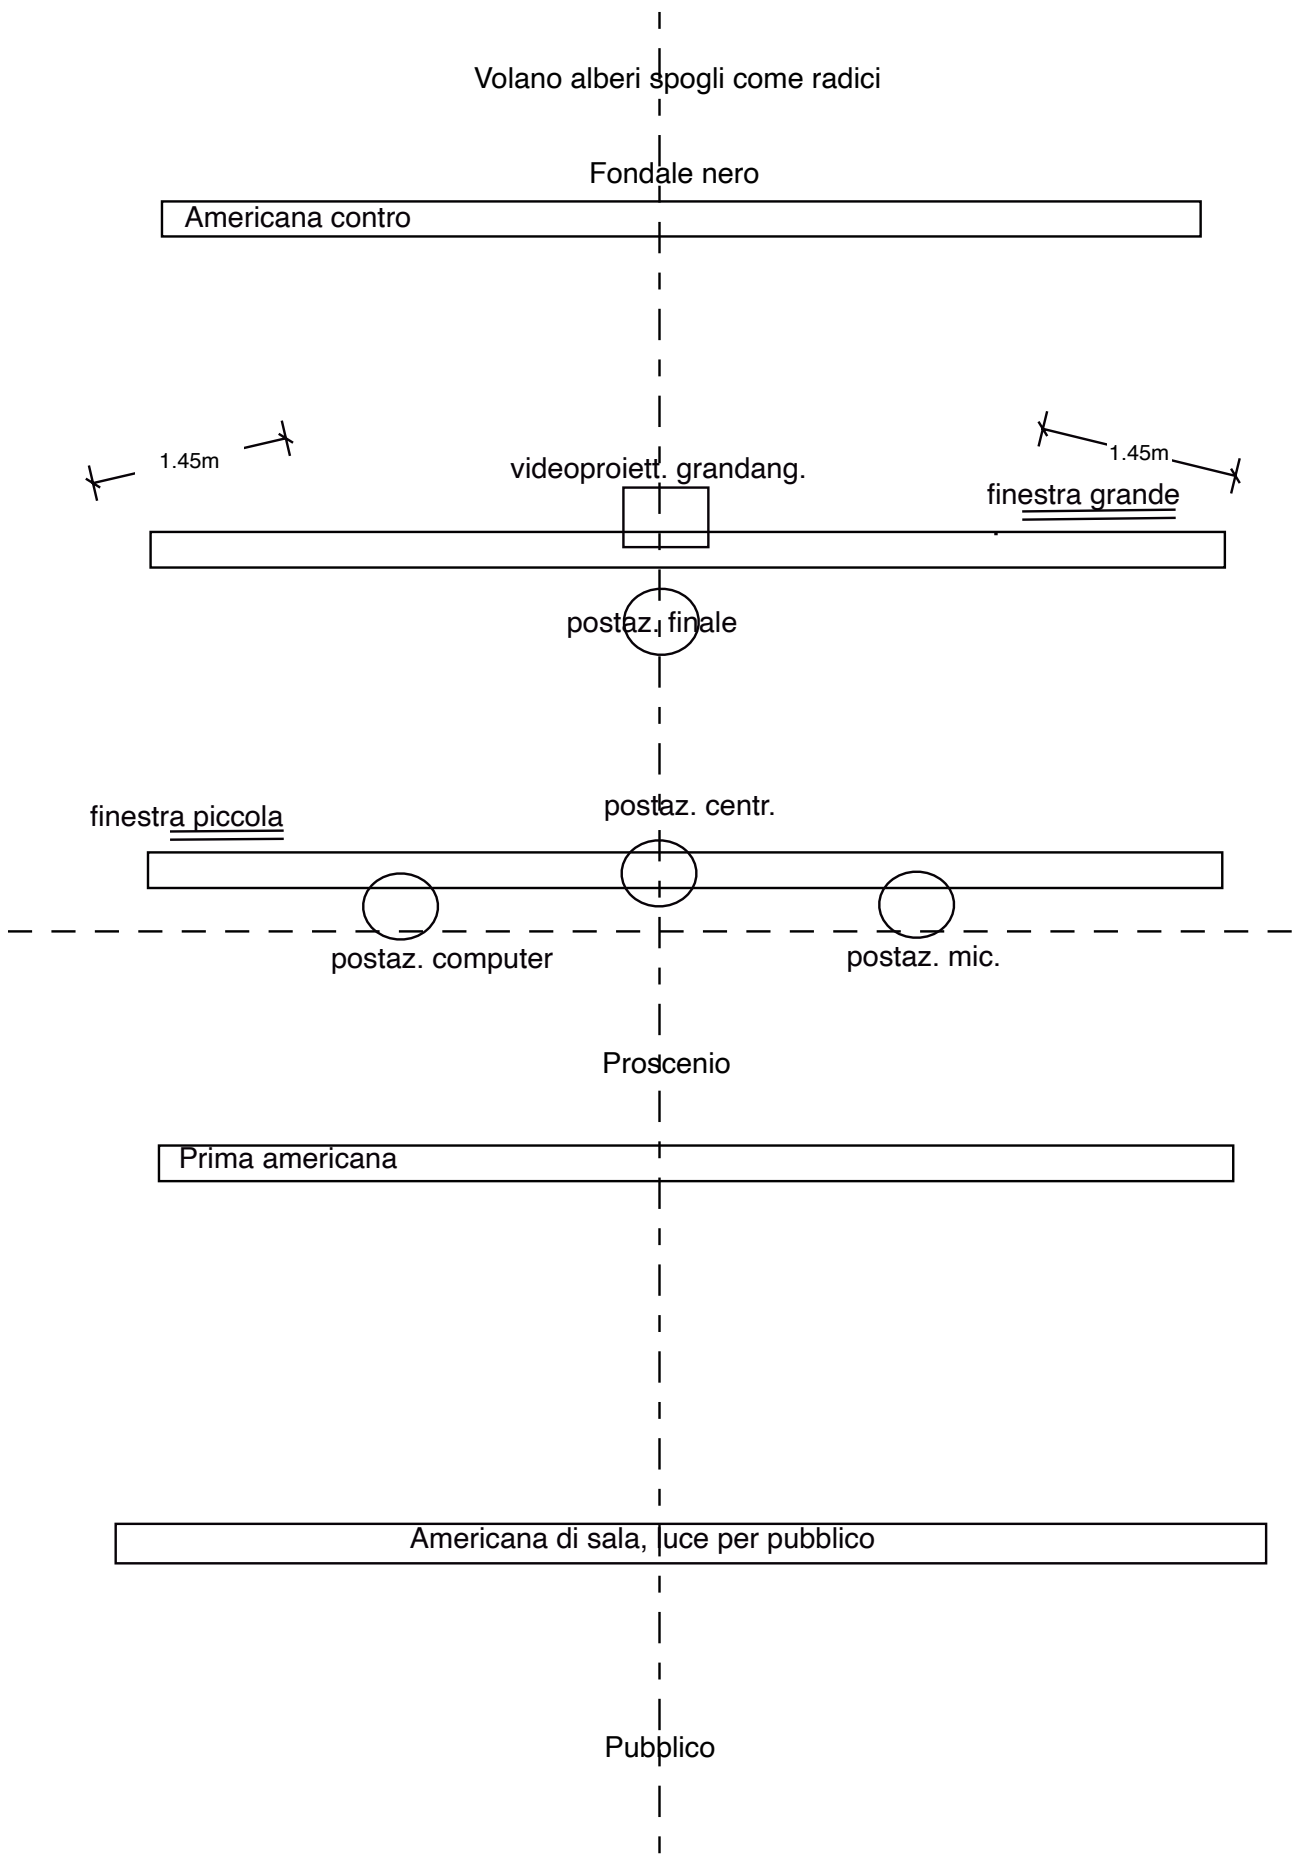 Volano alberi spogli come radici
Fondale nero
Americana contro
1.45m
1.45m
videoproiett. grandang.
finestra grande
postaz. finale
postaz. centr.
finestra piccola
postaz. computer
postaz. mic.
Proscenio
Prima americana
Americana di sala, luce per pubblico
Pubblico